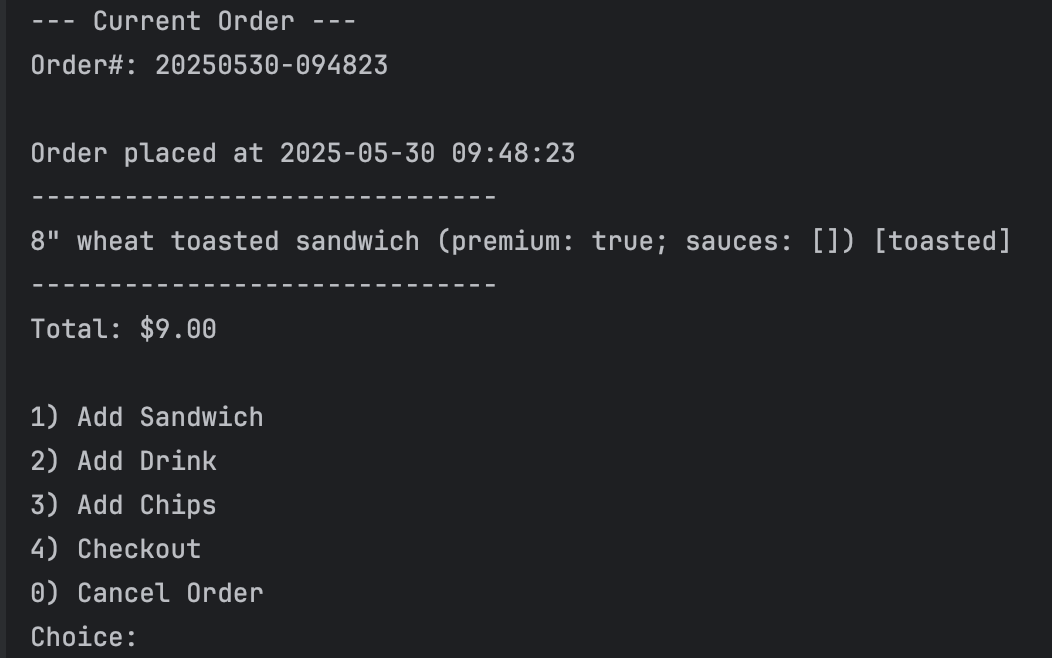 --- Current Order ---
Order#: 20250530-094823
Order placed at 2025-05-30 09:48:23
------------------------------
8" wheat toasted sandwich (premium: true; sauces: []) [toasted]
------------------------------
Total: $9.00
1) Add Sandwich
2) Add Drink
3) Add Chips
4) Checkout
0) Cancel Order
Choice: